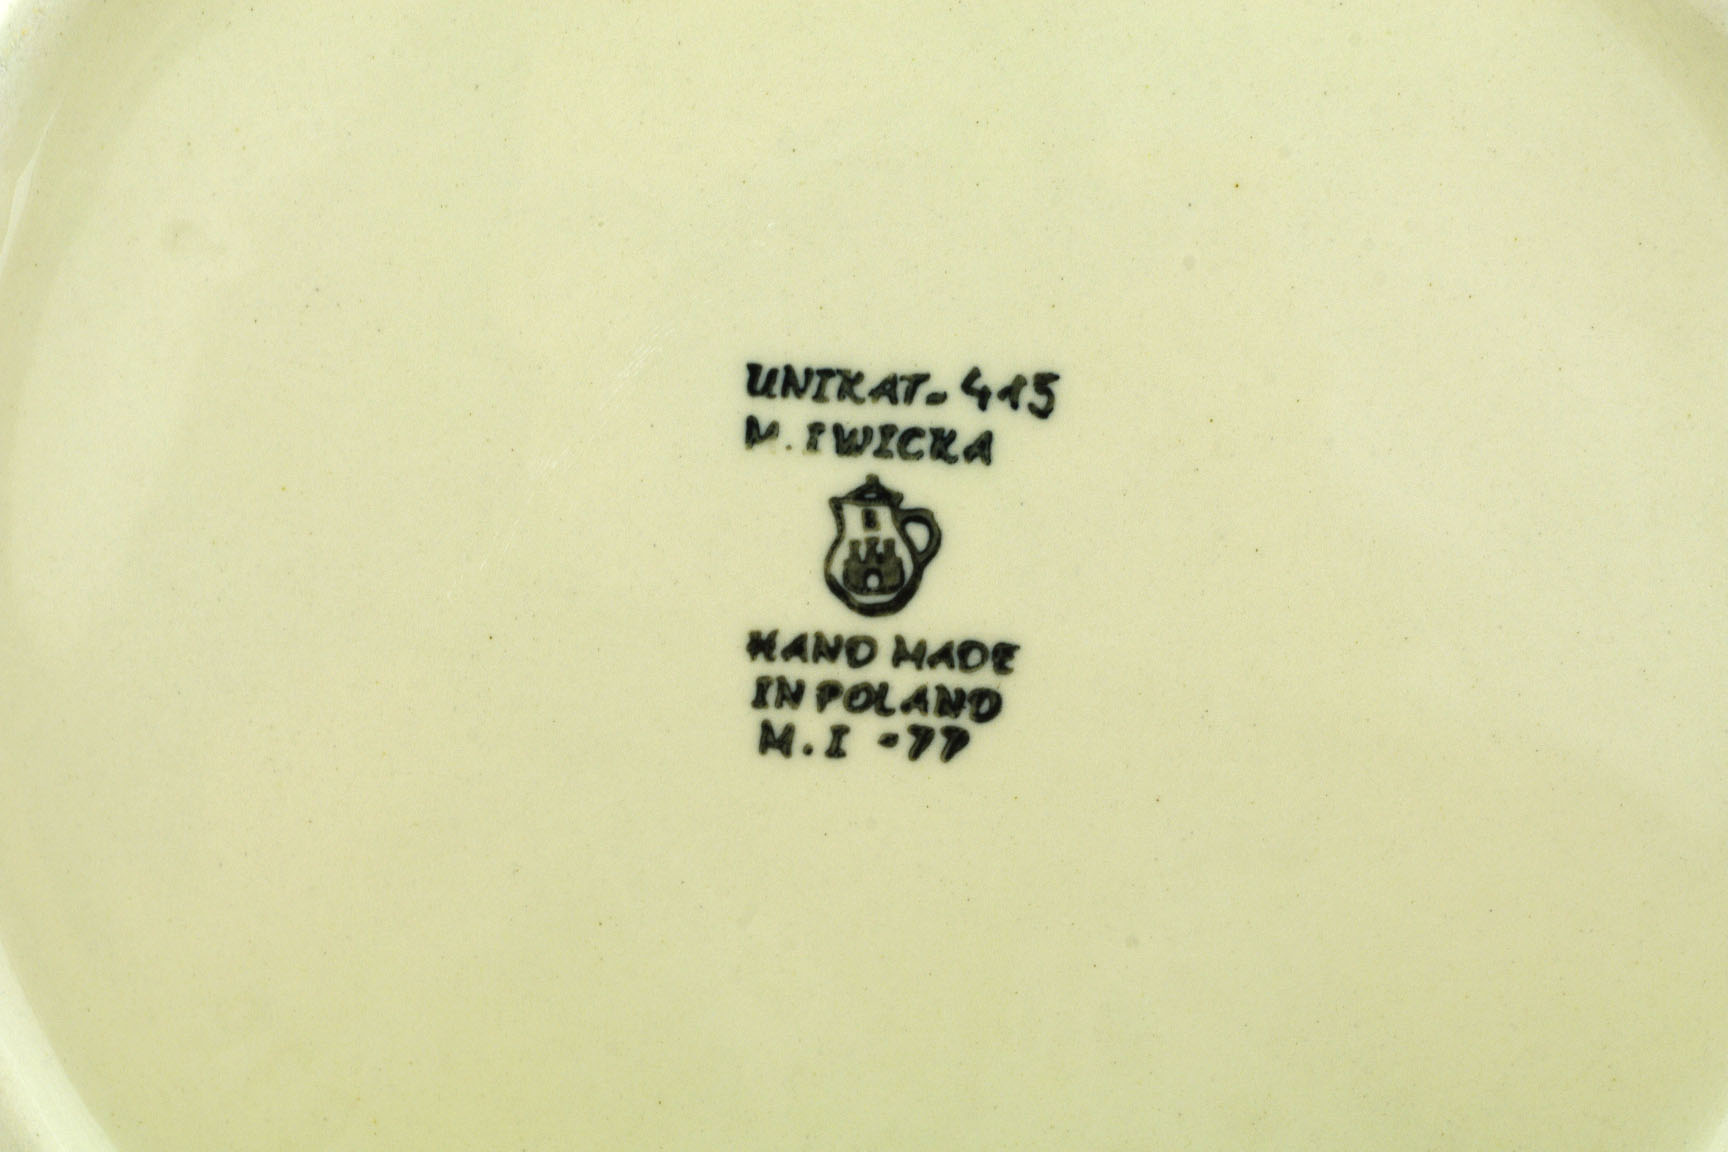 UNIKAT-415
M. IWICKA
B
HAND MADE
IN POLAND
M.I -77